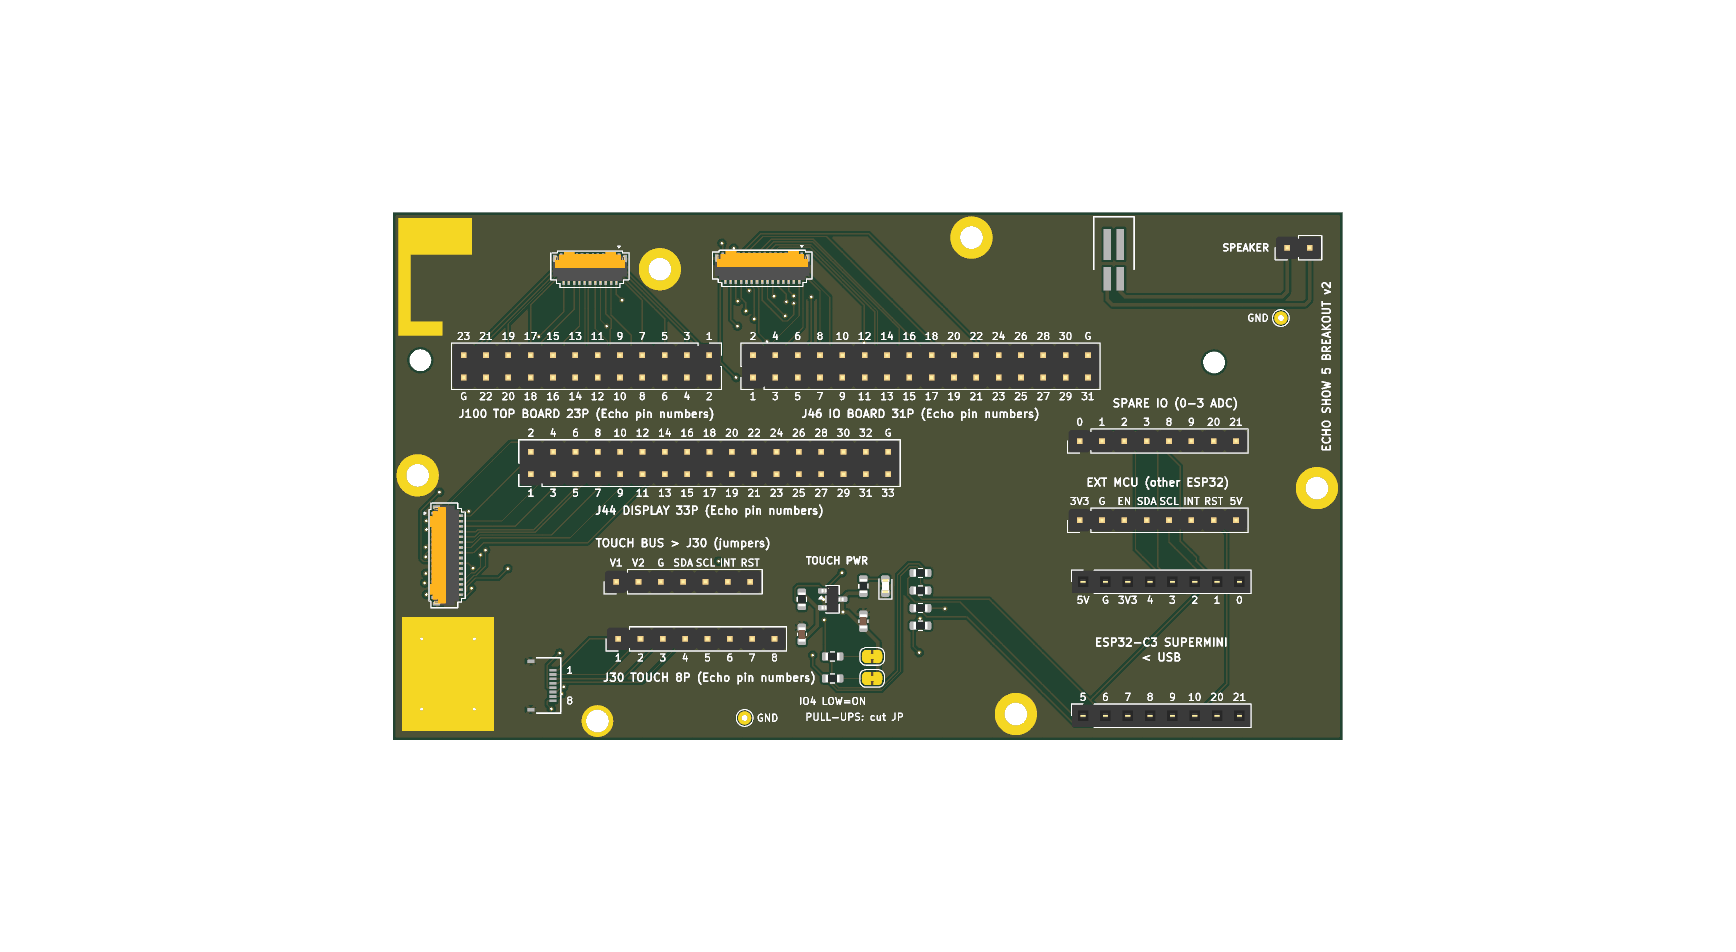 SPEAKER
GND
ECHO SHOW 5 BREAKOUT v2
23 21 19 17 15 13 11 9 7 5 3 1
G 22 20 18 16 14 12 10 8 6 4 2
J100 TOP BOARD 23P (Echo pin numbers)
2 4 6 8 10 12 14 16 18 20 22 24 26 28 30 G
1 3 5 7 9 11 13 15 17 19 21 23 25 27 29 31
J46 IO BOARD 31P (Echo pin numbers)
SPARE IO (0-3 ADC)
0 1 2 3 8 9 20 21
2 4 6 8 10 12 14 16 18 20 22 24 26 28 30 32 G
1 3 5 7 9 11 13 15 17 19 21 23 25 27 29 31 33
J44 DISPLAY 33P (Echo pin numbers)
EXT MCU (other ESP32)
3V3 G EN SDA SCL INT RST 5V
TOUCH BUS > J30 (jumpers)
V1 V2 G SDA SCL INT RST
TOUCH PWR
5V G 3V3 4 3 2 1 0
ESP32-C3 SUPERMINI
< USB
5 6 7 8 9 10 20 21
1 2 3 4 5 6 7 8
J30 TOUCH 8P (Echo pin numbers)
1
8
IO4 LOW=ON
PULL-UPS: cut JP
GND